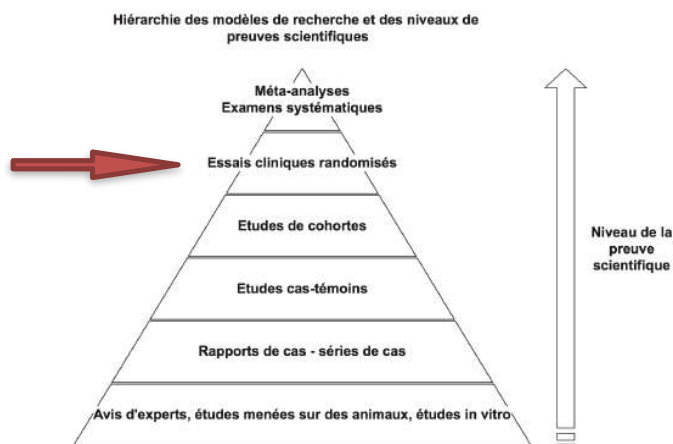 Hiérarchie des modèles de recherche et des niveaux de
preuves scientifiques
Méta-analyses
Examens systématiques
Essais cliniques randomisés
Etudes de cohortes
Etudes cas-témoins
Rapports de cas - séries de cas
Avis d'experts, études menées sur des animaux, études in vitro
Niveau de la
preuve
scientifique